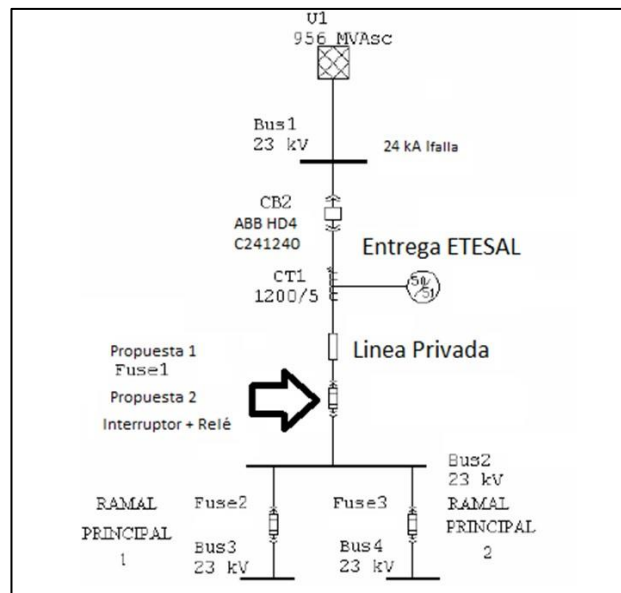 U1
956 MVAsc
Bus1
23 kV
24 kA Ifalla
CB2
ABB HD4
C241240
Entrega ETESAL
CT1
1200/5
50/51
Linea Privada
Propuesta 1
Fuse1
Propuesta 2
Interruptor + Relé
Bus2
23 kV
RAMAL
PRINCIPAL
1
Fuse2
Fuse3
RAMAL
PRINCIPAL
2
Bus3
23 kV
Bus4
23 kV